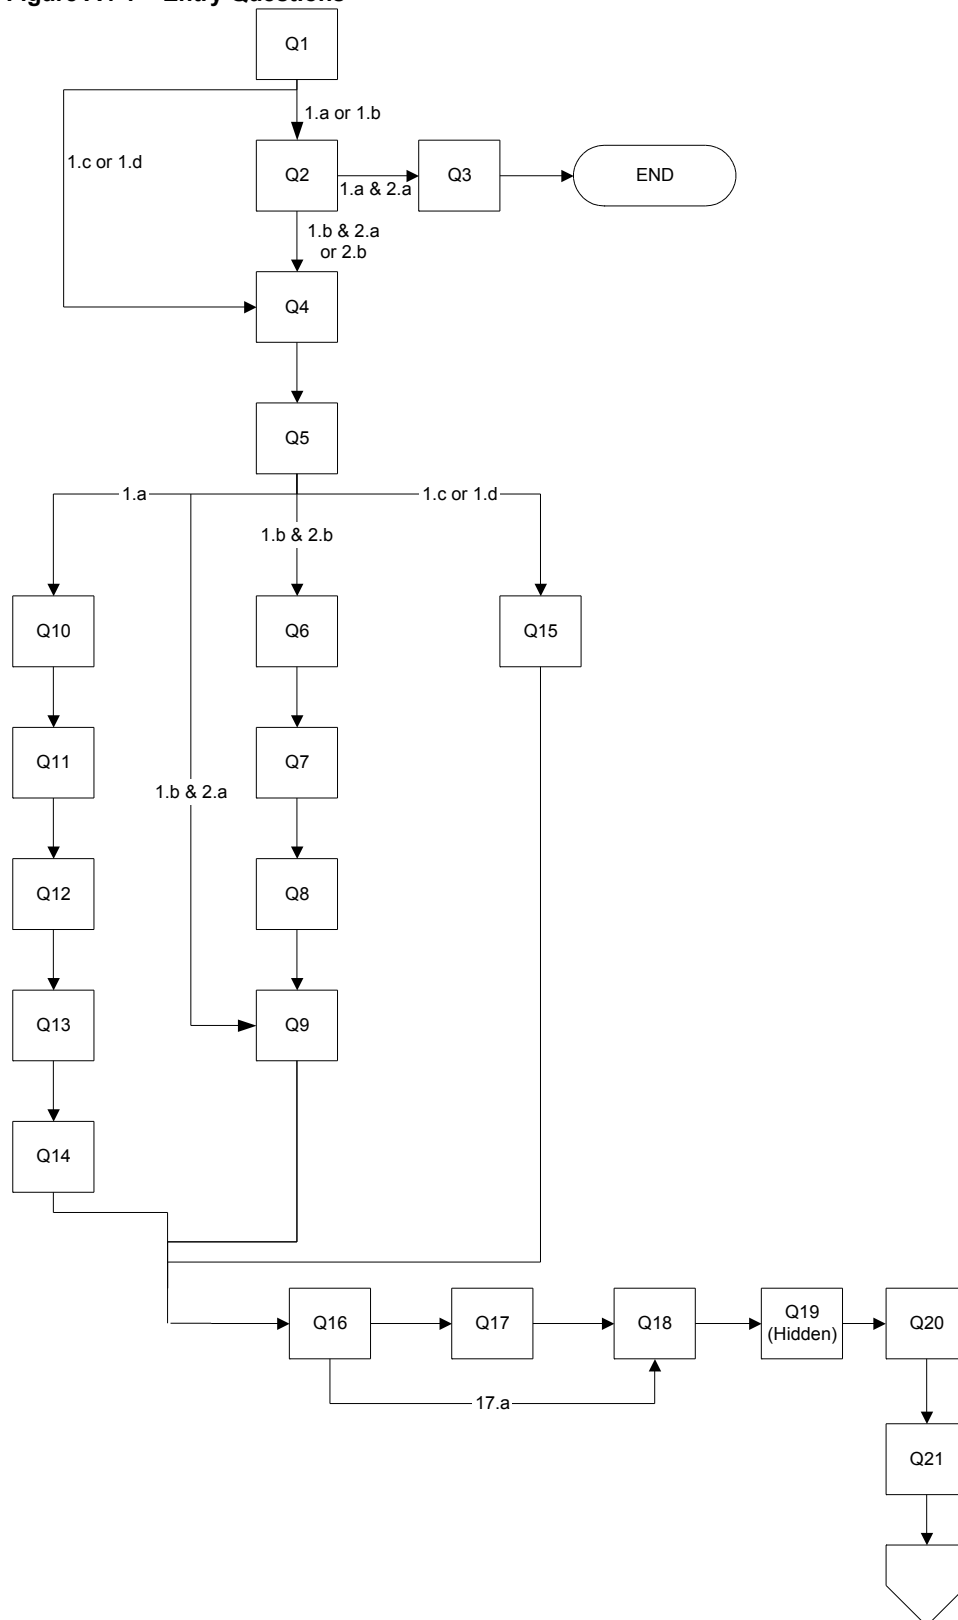 Entry Questions
Q1
1.a or 1.b
1.c or 1.d
Q2
1.a & 2.a
Q3
END
1.b & 2.a
or 2.b
Q4
Q5
1.a
1.c or 1.d
1.b & 2.b
Q10
Q6
Q15
Q11
Q7
1.b & 2.a
Q12
Q8
Q13
Q9
Q14
Q16
Q17
Q18
Q19
(Hidden)
Q20
17.a
Q21